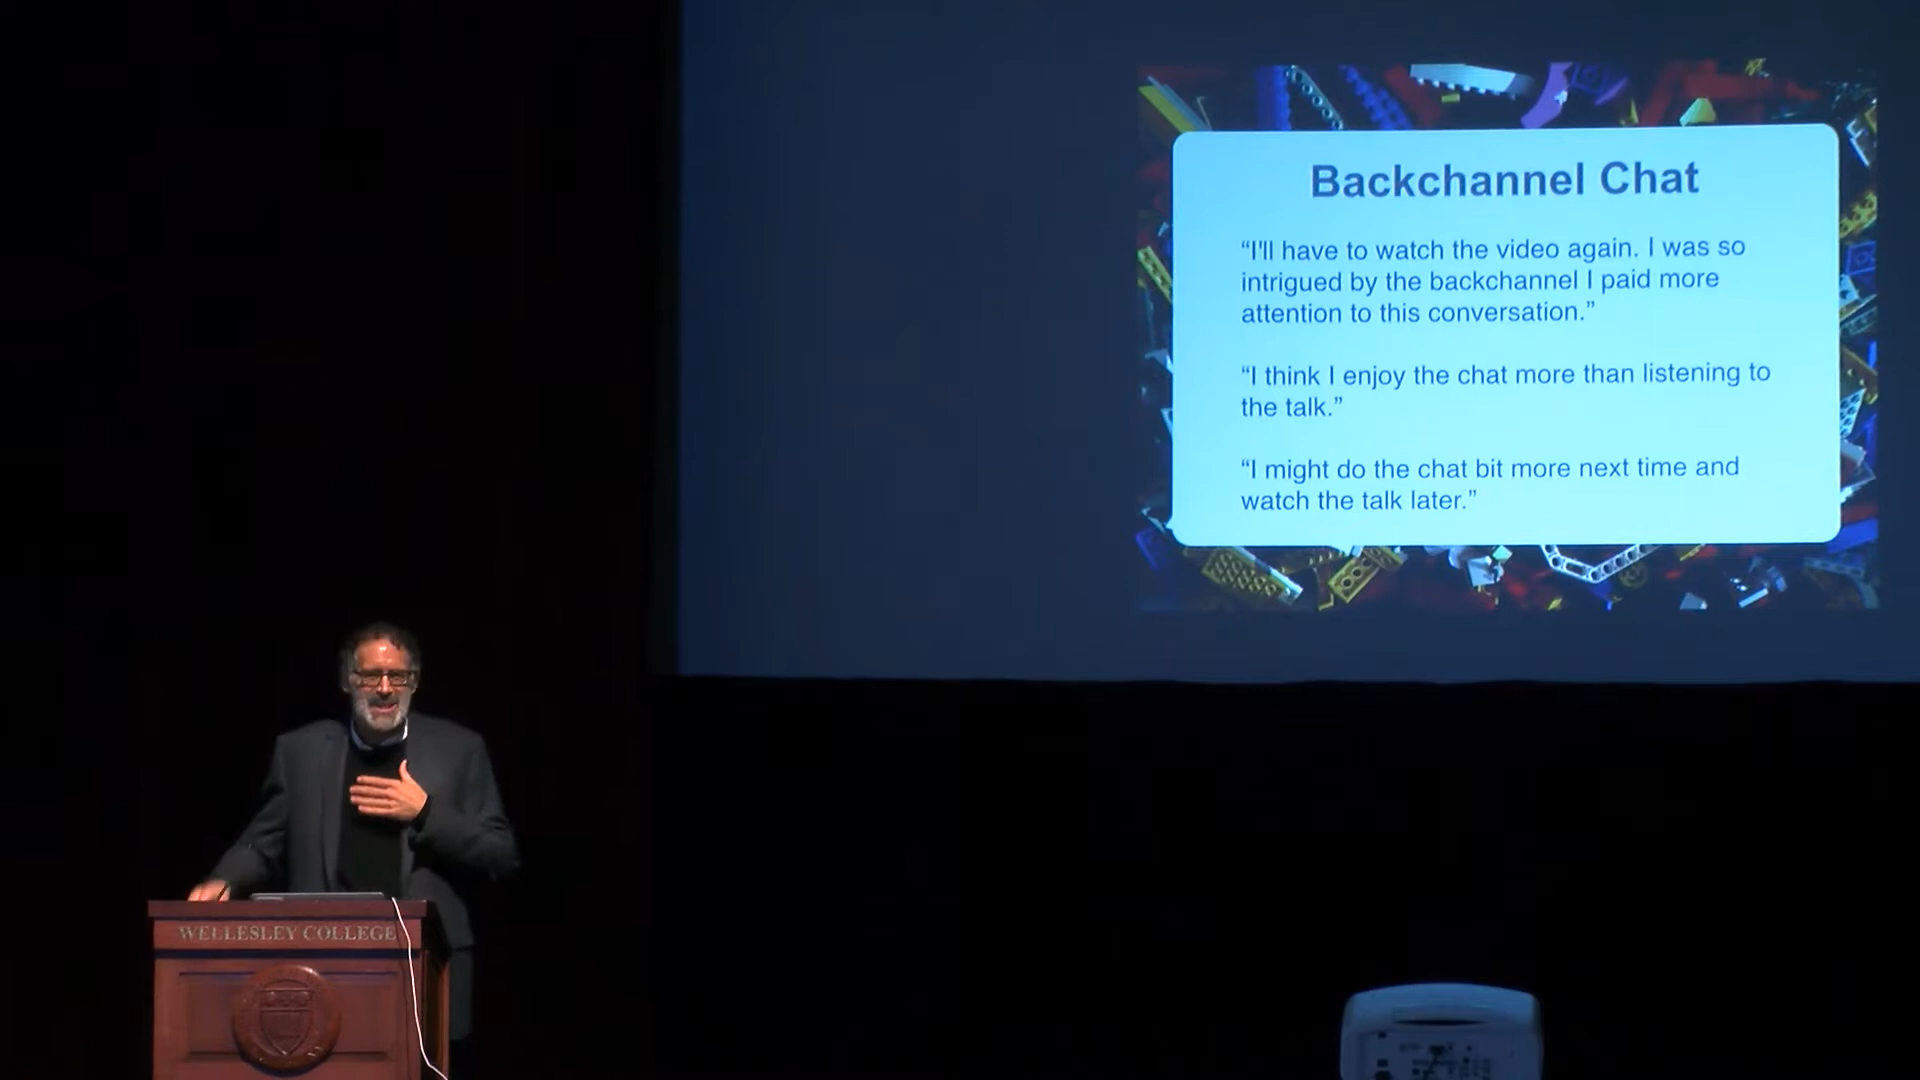 Backchannel Chat
“I'll have to watch the video again. I was so
intrigued by the backchannel I paid more
attention to this conversation.”
“I think I enjoy the chat more than listening to
the talk.”
“I might do the chat bit more next time and
watch the talk later.”
WELLESLEY COLLEGE